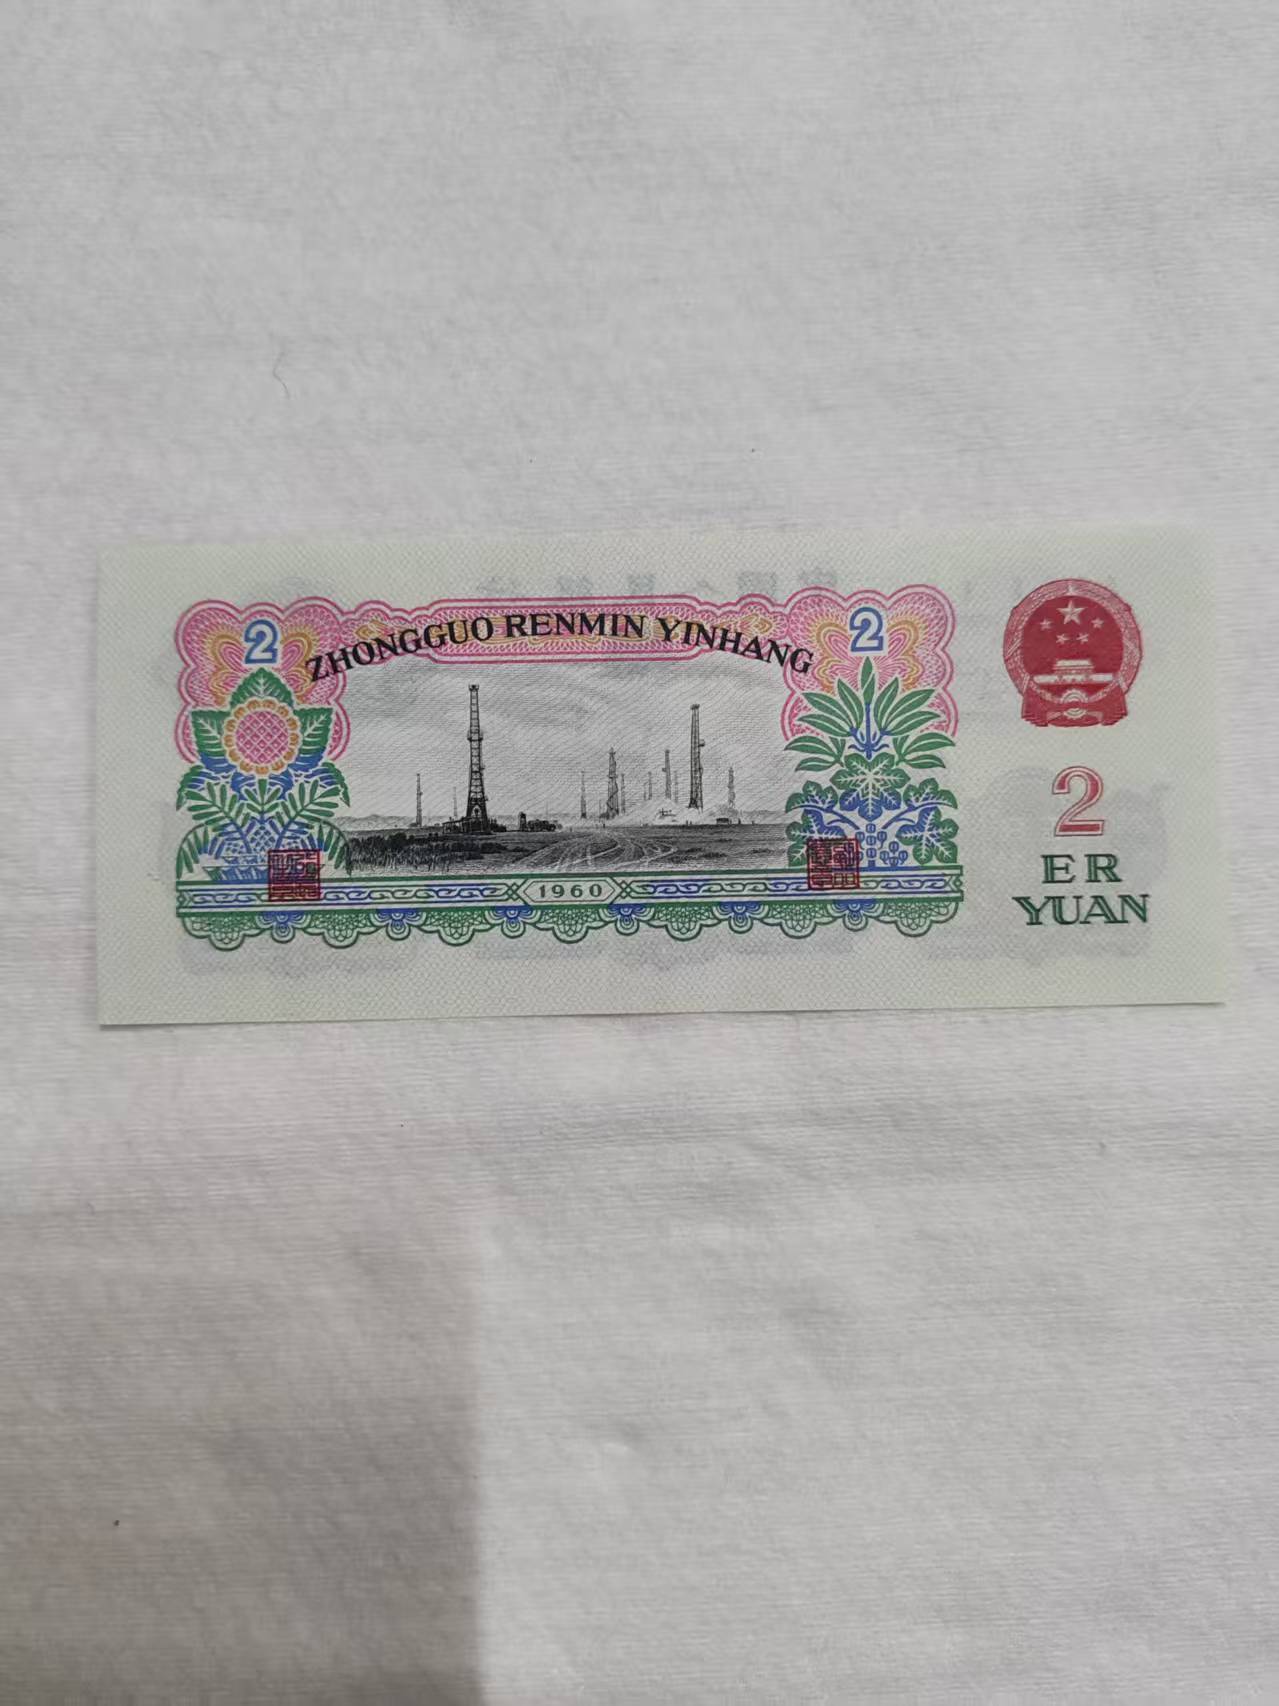 2
ZHONGGUO RENMIN YINHANG
2
1960
2
ER
YUAN